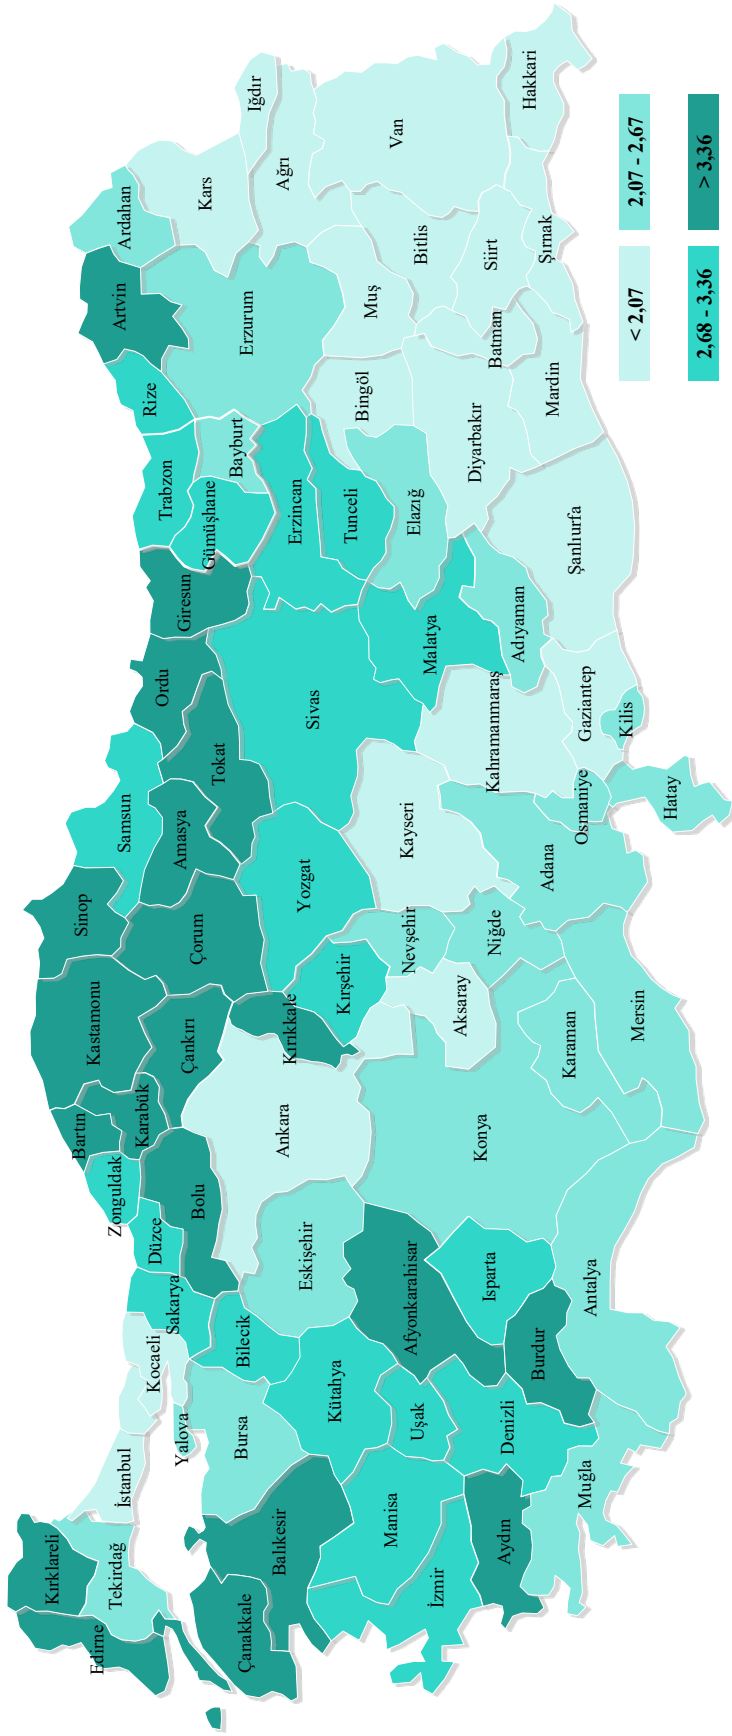 Edirne
Kırklareli
Tekirdağ
İstanbul
Kocaeli
Yalova
Sakarya
Düzce
Zonguldak
Bartın
Karabük
Kastamonu
Sinop
Çankırı
Bolu
Çorum
Samsun
Amasya
Tokat
Ordu
Giresun
Gümüşhane
Trabzon
Bayburt
Rize
Artvin
Ardahan
Kars
Iğdır
Ağrı
Erzurum
Erzincan
Tunceli
Sivas
Yozgat
Kırıkkale
Kırşehir
Ankara
Eskişehir
Bilecik
Bursa
Balıkesir
Çanakkale
Kütahya
Manisa
Uşak
İzmir
Afyonkarahisar
Isparta
Denizli
Aydın
Muğla
Burdur
Antalya
Konya
Karaman
Mersin
Aksaray
Nevşehir
Niğde
Kayseri
Adana
Osmaniye
Hatay
Kahramanmaraş
Gaziantep
Kilis
Malatya
Adıyaman
Şanlıurfa
Elazığ
Bingöl
Diyarbakır
Mardin
Batman
Muş
Bitlis
Siirt
Şırnak
Van
Hakkari
< 2,07
2,07 - 2,67
2,68 - 3,36
> 3,36